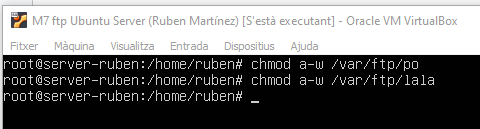 M7 ftp Ubuntu Server (Ruben Martínez) [S'està executant] - Oracle VM VirtualBox
Fitxer Màquina Visualitza Entrada Dispositius Ajuda
root@server-ruben:/home/ruben# chmod a-w /var/ftp/po
root@server-ruben:/home/ruben# chmod a-w /var/ftp/lala
root@server-ruben:/home/ruben# _